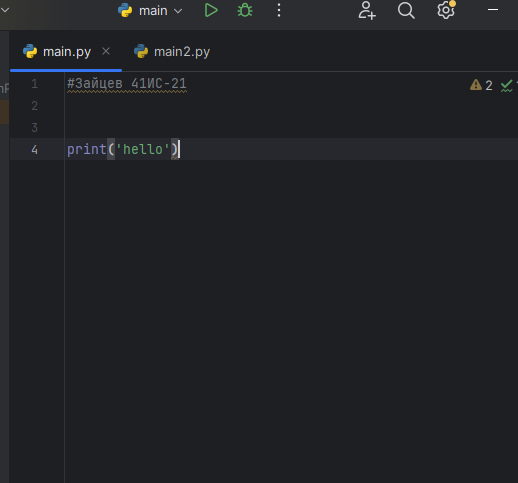 main
main.py
main2.py
1 #Зайцев 41ИС-21
2
2
3
4 print('hello')